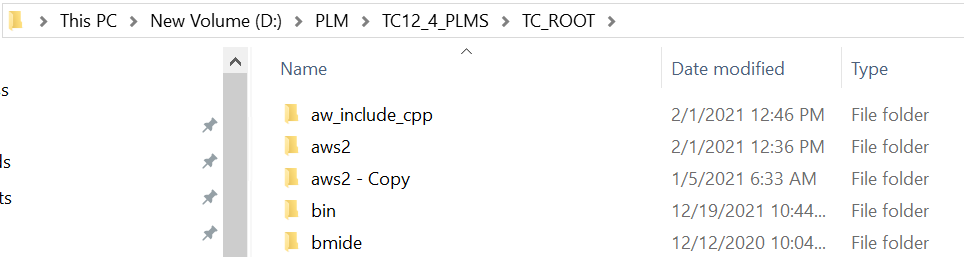 This PC > New Volume (D:) > PLM > TC12_4_PLMS > TC_ROOT >
Name Date modified Type
aw_include_cpp 2/1/2021 12:46 PM File folder
aws2 2/1/2021 12:36 PM File folder
aws2 - Copy 1/5/2021 6:33 AM File folder
bin 12/19/2021 10:44... File folder
bmide 12/12/2020 10:04... File folder